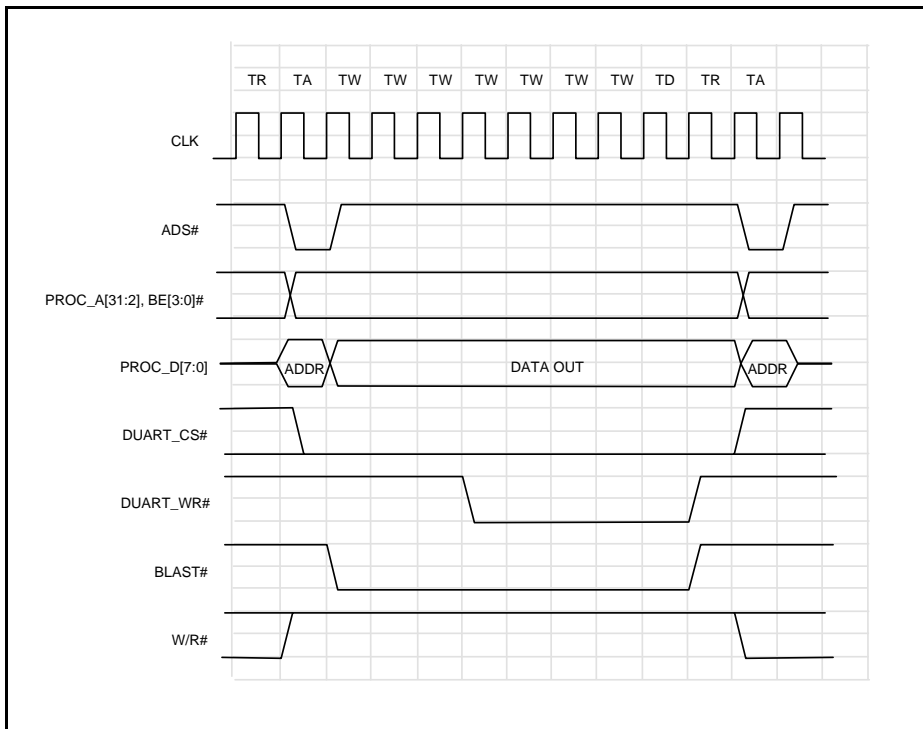 TR TA TW TW TW TW TW TW TW TD TR TA
CLK
ADS#
PROC_A[31:2], BE[3:0]#
PROC_D[7:0] ADDR DATA OUT ADDR
DUART_CS#
DUART_WR#
BLAST#
W/R#